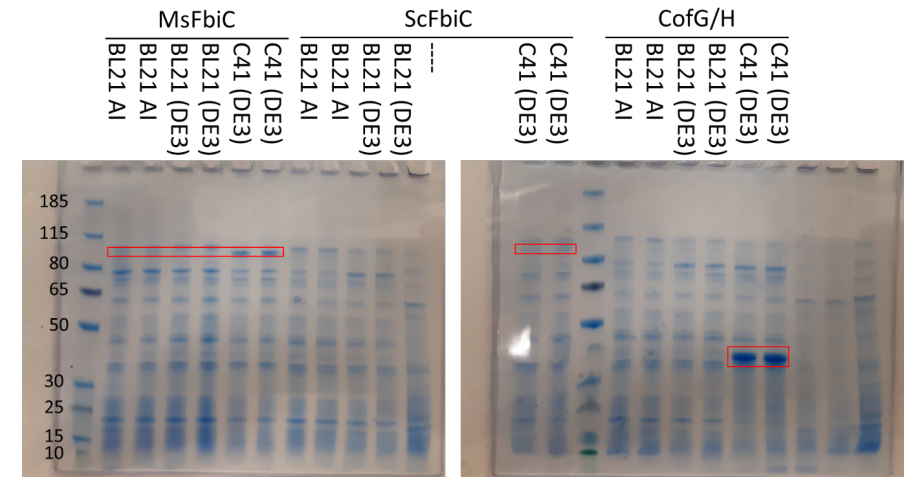 MsFbiC ScFbiC CofG/H
BL21 AI
BL21 AI
BL21 (DE3)
BL21 (DE3)
C41 (DE3)
C41 (DE3)
BL21 AI
BL21 AI
BL21 (DE3)
BL21 (DE3)
----
C41 (DE3)
C41 (DE3)
BL21 AI
BL21 AI
BL21 (DE3)
BL21 (DE3)
C41 (DE3)
C41 (DE3)
185
115
80
65
50
30
25
15
10